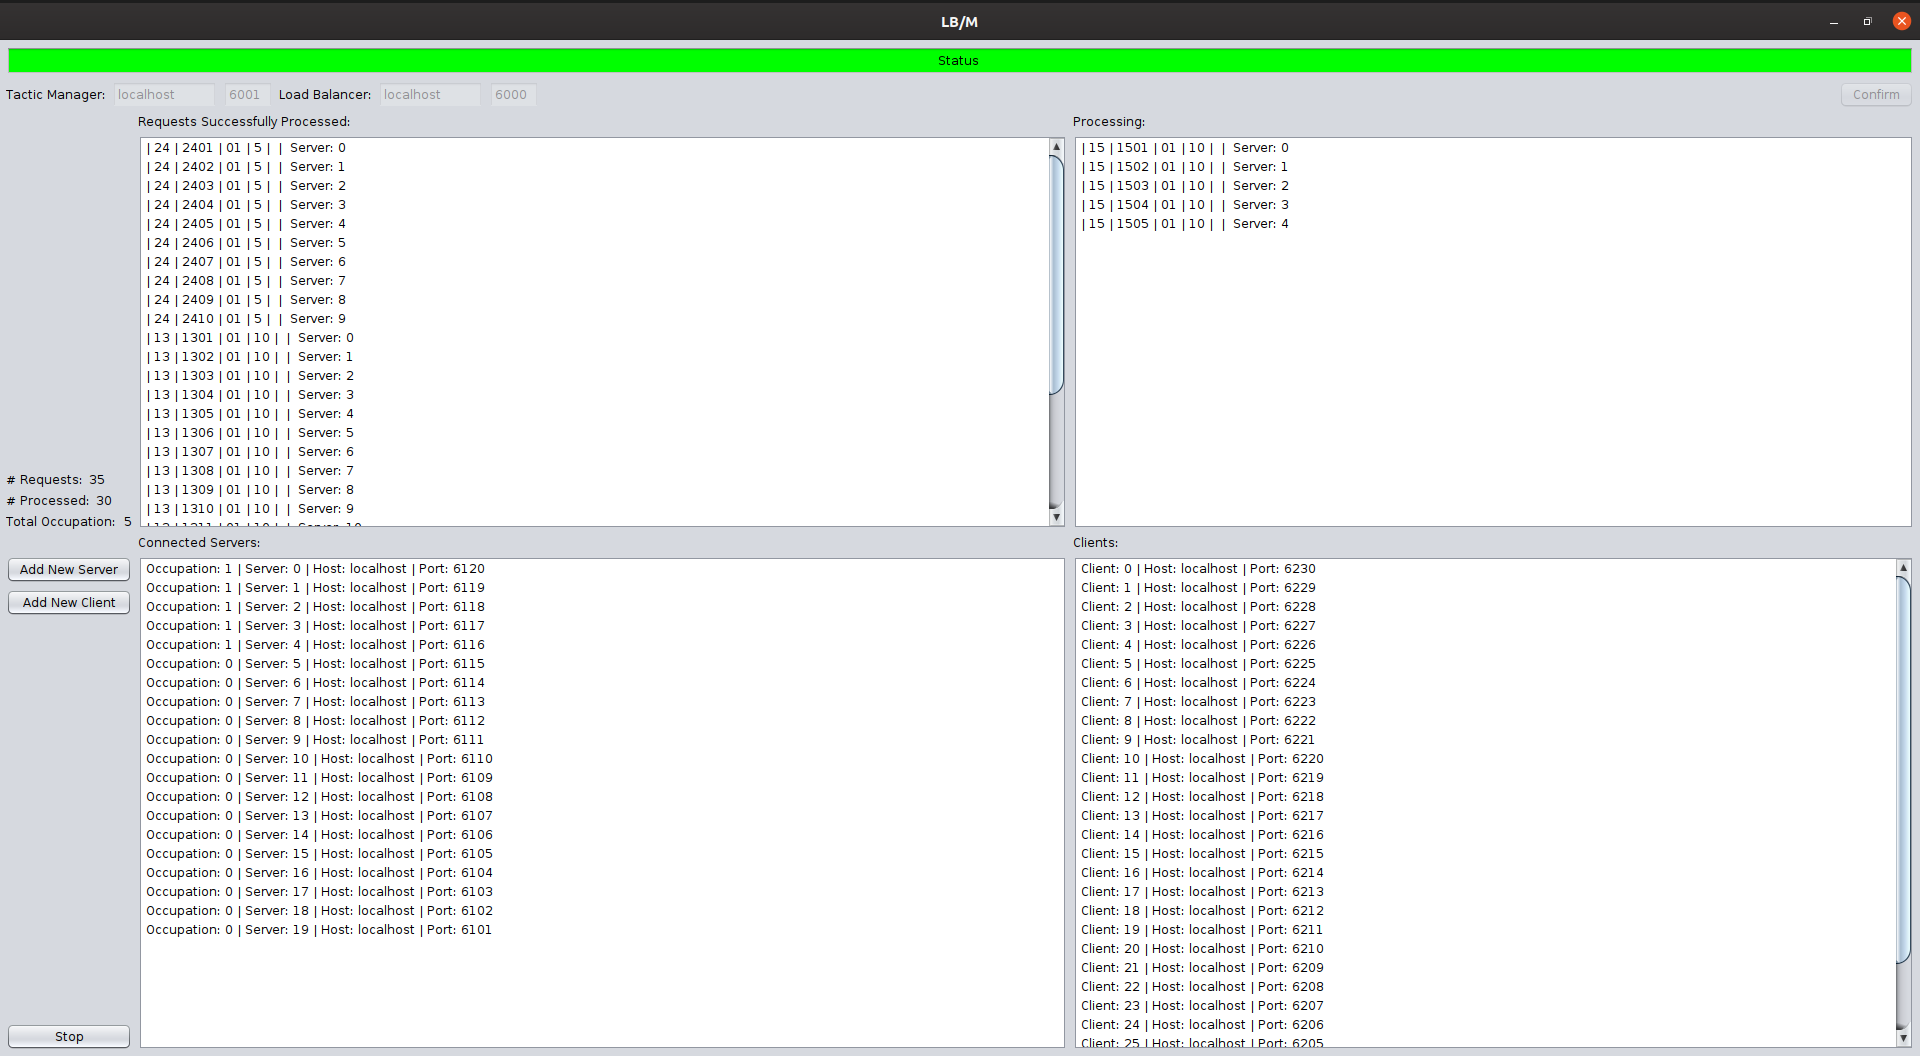 LB/M
Status
Tactic Manager: localhost 6001 Load Balancer: localhost 6000 Confirm
Requests Successfully Processed:
| 24 | 2401 | 01 | 5 | | Server: 0
| 24 | 2402 | 01 | 5 | | Server: 1
| 24 | 2403 | 01 | 5 | | Server: 2
| 24 | 2404 | 01 | 5 | | Server: 3
| 24 | 2405 | 01 | 5 | | Server: 4
| 24 | 2406 | 01 | 5 | | Server: 5
| 24 | 2407 | 01 | 5 | | Server: 6
| 24 | 2408 | 01 | 5 | | Server: 7
| 24 | 2409 | 01 | 5 | | Server: 8
| 24 | 2410 | 01 | 5 | | Server: 9
| 13 | 1301 | 01 | 10 | | Server: 0
| 13 | 1302 | 01 | 10 | | Server: 1
| 13 | 1303 | 01 | 10 | | Server: 2
| 13 | 1304 | 01 | 10 | | Server: 3
| 13 | 1305 | 01 | 10 | | Server: 4
| 13 | 1306 | 01 | 10 | | Server: 5
| 13 | 1307 | 01 | 10 | | Server: 6
| 13 | 1308 | 01 | 10 | | Server: 7
| 13 | 1309 | 01 | 10 | | Server: 8
| 13 | 1310 | 01 | 10 | | Server: 9
Processing:
| 15 | 1501 | 01 | 10 | | Server: 0
| 15 | 1502 | 01 | 10 | | Server: 1
| 15 | 1503 | 01 | 10 | | Server: 2
| 15 | 1504 | 01 | 10 | | Server: 3
| 15 | 1505 | 01 | 10 | | Server: 4
# Requests: 35
# Processed: 30
Total Occupation: 5
Add New Server
Add New Client
Stop
Connected Servers:
Occupation: 1 | Server: 0 | Host: localhost | Port: 6120
Occupation: 1 | Server: 1 | Host: localhost | Port: 6119
Occupation: 1 | Server: 2 | Host: localhost | Port: 6118
Occupation: 1 | Server: 3 | Host: localhost | Port: 6117
Occupation: 1 | Server: 4 | Host: localhost | Port: 6116
Occupation: 0 | Server: 5 | Host: localhost | Port: 6115
Occupation: 0 | Server: 6 | Host: localhost | Port: 6114
Occupation: 0 | Server: 7 | Host: localhost | Port: 6113
Occupation: 0 | Server: 8 | Host: localhost | Port: 6112
Occupation: 0 | Server: 9 | Host: localhost | Port: 6111
Occupation: 0 | Server: 10 | Host: localhost | Port: 6110
Occupation: 0 | Server: 11 | Host: localhost | Port: 6109
Occupation: 0 | Server: 12 | Host: localhost | Port: 6108
Occupation: 0 | Server: 13 | Host: localhost | Port: 6107
Occupation: 0 | Server: 14 | Host: localhost | Port: 6106
Occupation: 0 | Server: 15 | Host: localhost | Port: 6105
Occupation: 0 | Server: 16 | Host: localhost | Port: 6104
Occupation: 0 | Server: 17 | Host: localhost | Port: 6103
Occupation: 0 | Server: 18 | Host: localhost | Port: 6102
Occupation: 0 | Server: 19 | Host: localhost | Port: 6101
Clients:
Client: 0 | Host: localhost | Port: 6230
Client: 1 | Host: localhost | Port: 6229
Client: 2 | Host: localhost | Port: 6228
Client: 3 | Host: localhost | Port: 6227
Client: 4 | Host: localhost | Port: 6226
Client: 5 | Host: localhost | Port: 6225
Client: 6 | Host: localhost | Port: 6224
Client: 7 | Host: localhost | Port: 6223
Client: 8 | Host: localhost | Port: 6222
Client: 9 | Host: localhost | Port: 6221
Client: 10 | Host: localhost | Port: 6220
Client: 11 | Host: localhost | Port: 6219
Client: 12 | Host: localhost | Port: 6218
Client: 13 | Host: localhost | Port: 6217
Client: 14 | Host: localhost | Port: 6216
Client: 15 | Host: localhost | Port: 6215
Client: 16 | Host: localhost | Port: 6214
Client: 17 | Host: localhost | Port: 6213
Client: 18 | Host: localhost | Port: 6212
Client: 19 | Host: localhost | Port: 6211
Client: 20 | Host: localhost | Port: 6210
Client: 21 | Host: localhost | Port: 6209
Client: 22 | Host: localhost | Port: 6208
Client: 23 | Host: localhost | Port: 6207
Client: 24 | Host: localhost | Port: 6206
Client: 25 | Host: localhost | Port: 6205